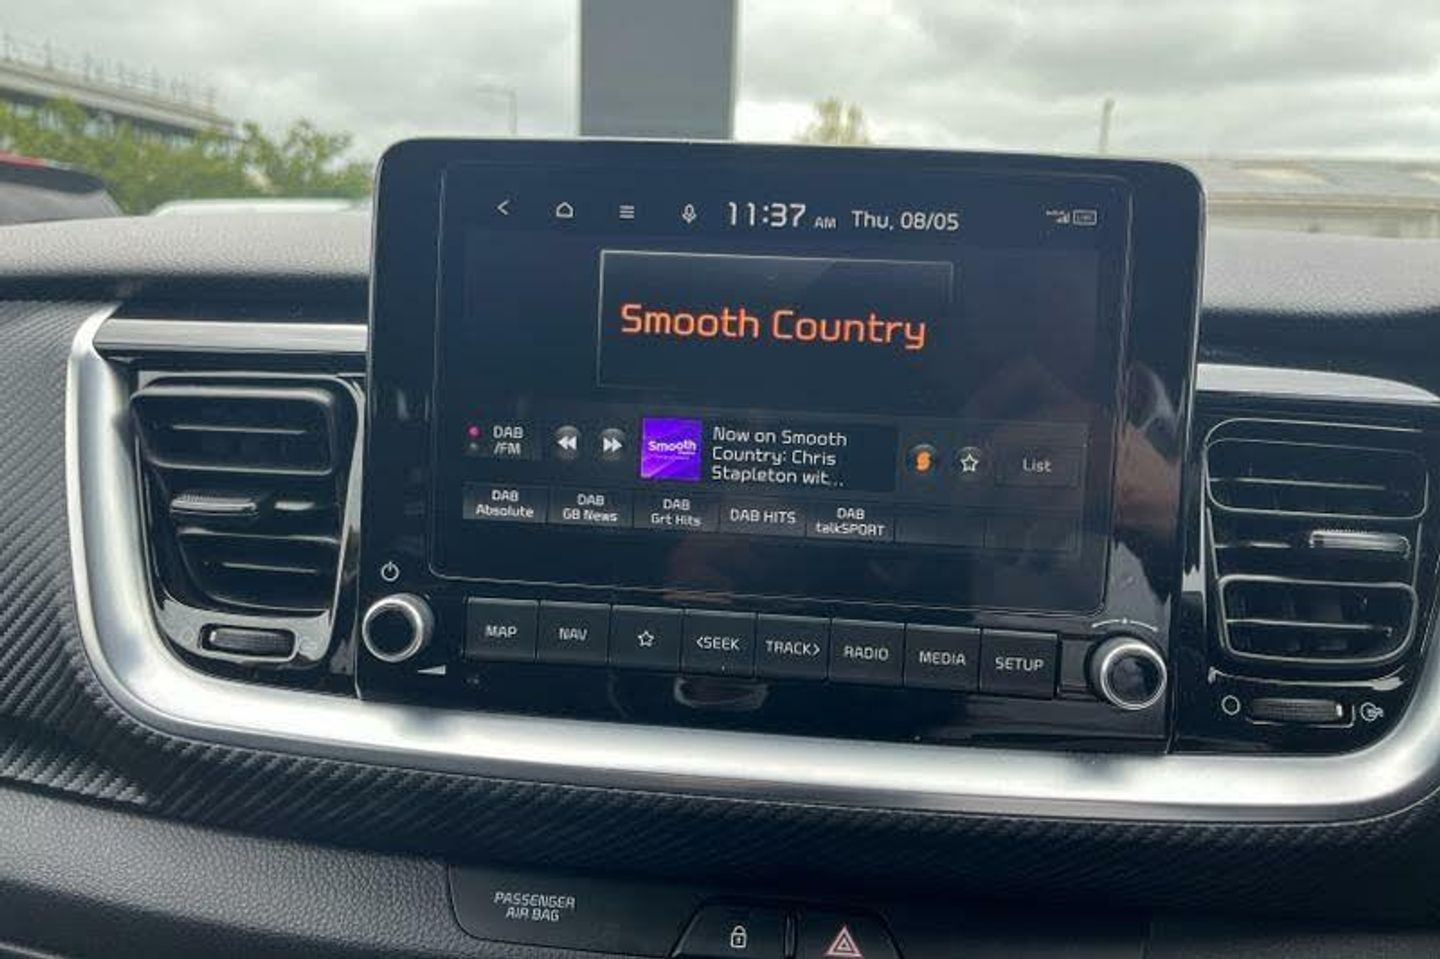 11:37 AM Thu, 08/05
Smooth Country
DAB
/FM
Smooth
Now on Smooth
Country: Chris
Stapleton wit...
List
DAB
Absolute
DAB
GB News
DAB
Grt Hits
DAB HITS
DAB
talkSPORT
MAP
NAV
<SEEK
TRACK>
RADIO
MEDIA
SETUP
PASSENGER
AIR BAG